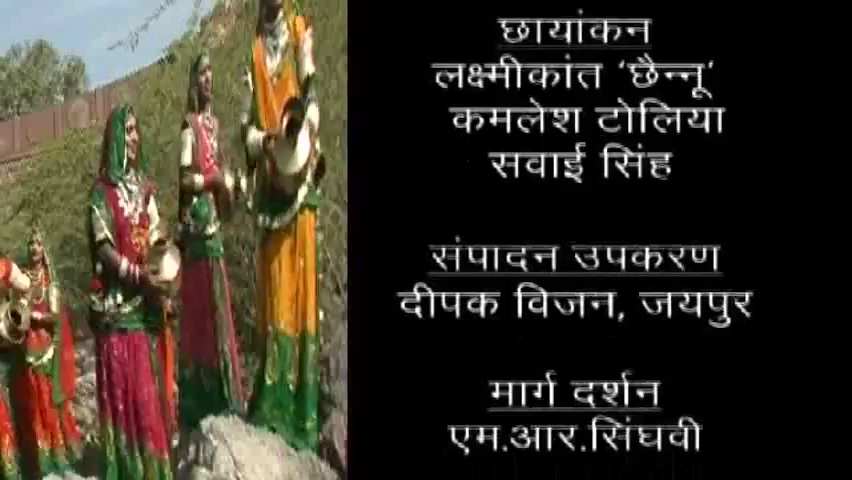 छायांकन
लक्ष्मीकांत ‘छैन्नू’
कमलेश टोलिया
सवाई सिंह
संपादन उपकरण
दीपक विजन, जयपुर
मार्ग दर्शन
एम.आर.सिंघवी